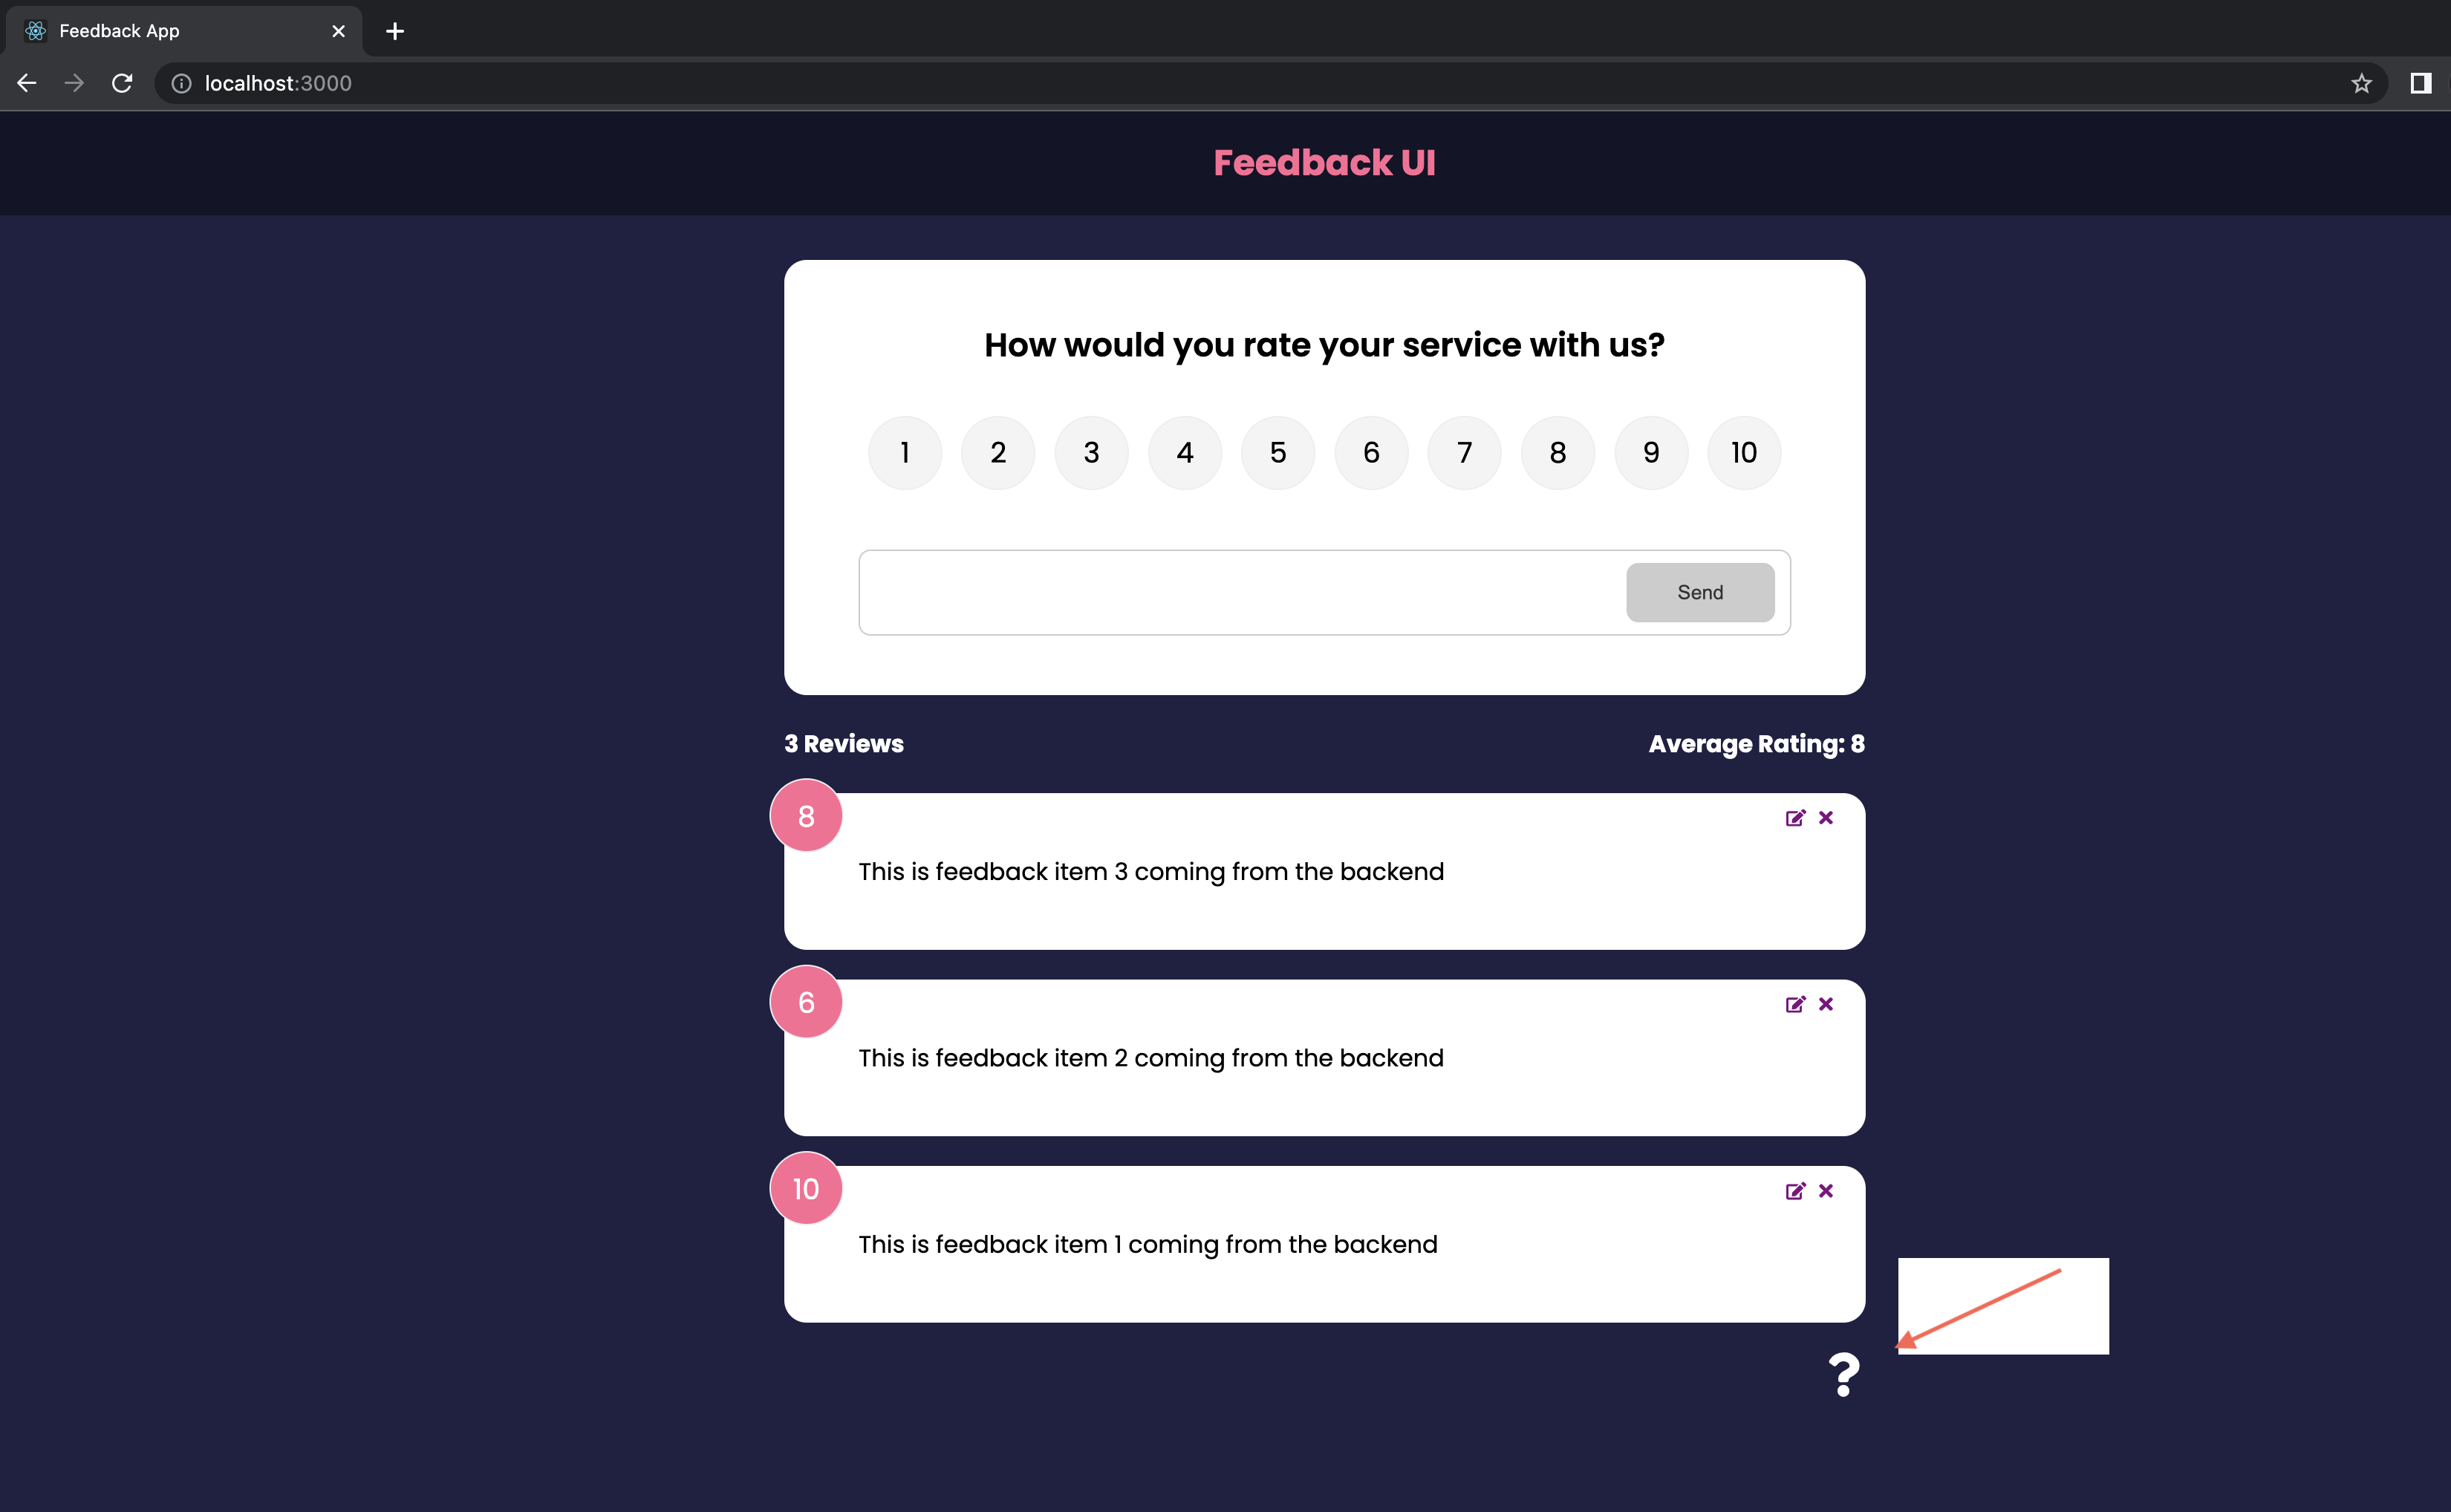 Feedback App
localhost:3000
Feedback UI
How would you rate your service with us?
1 2 3 4 5 6 7 8 9 10
Send
3 Reviews
Average Rating: 8
8
This is feedback item 3 coming from the backend
6
This is feedback item 2 coming from the backend
10
This is feedback item 1 coming from the backend
?